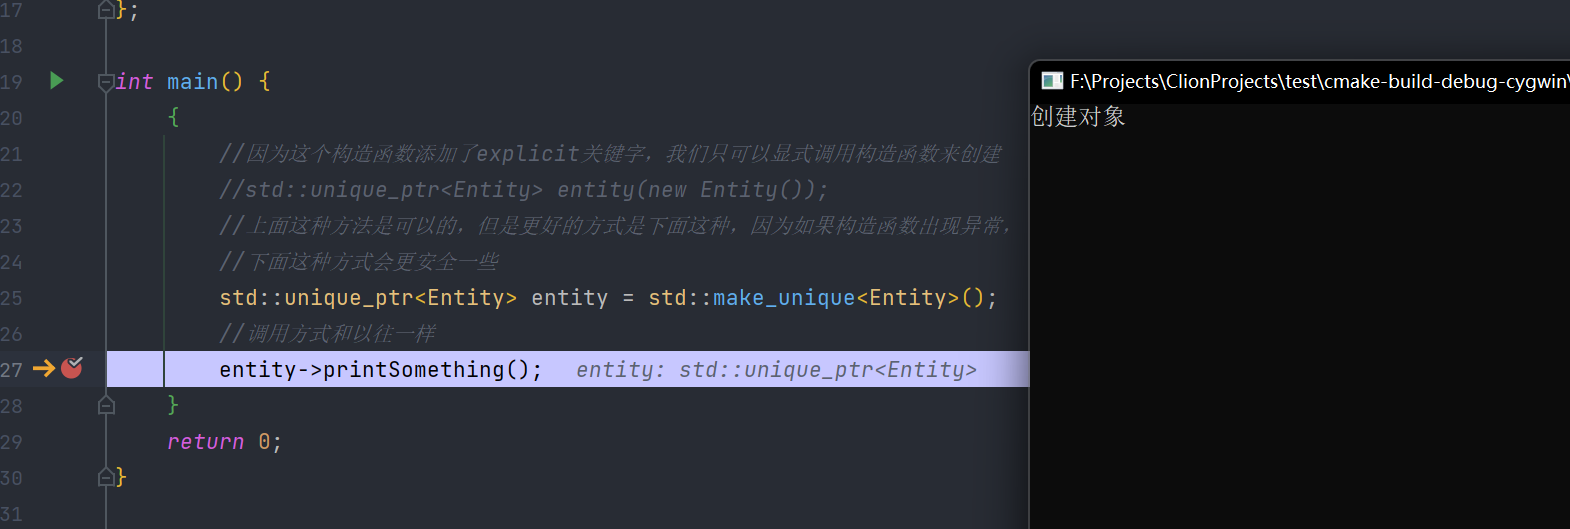 17 };
18
19 int main() {
F:\Projects\ClionProjects\test\cmake-build-debug-cygwin\
创建对象
20 {
21 //因为这个构造函数添加了explicit关键字，我们只可以显式调用构造函数来创建
22 //std::unique_ptr<Entity> entity(new Entity());
23 //上面这种方法是可以的，但是更好的方式是下面这种，因为如果构造函数出现异常，
24 //下面这种方式会更安全一些
25 std::unique_ptr<Entity> entity = std::make_unique<Entity>();
26 //调用方式和以往一样
27 entity->printSomething(); entity: std::unique_ptr<Entity>
28 }
29 return 0;
30 }
31